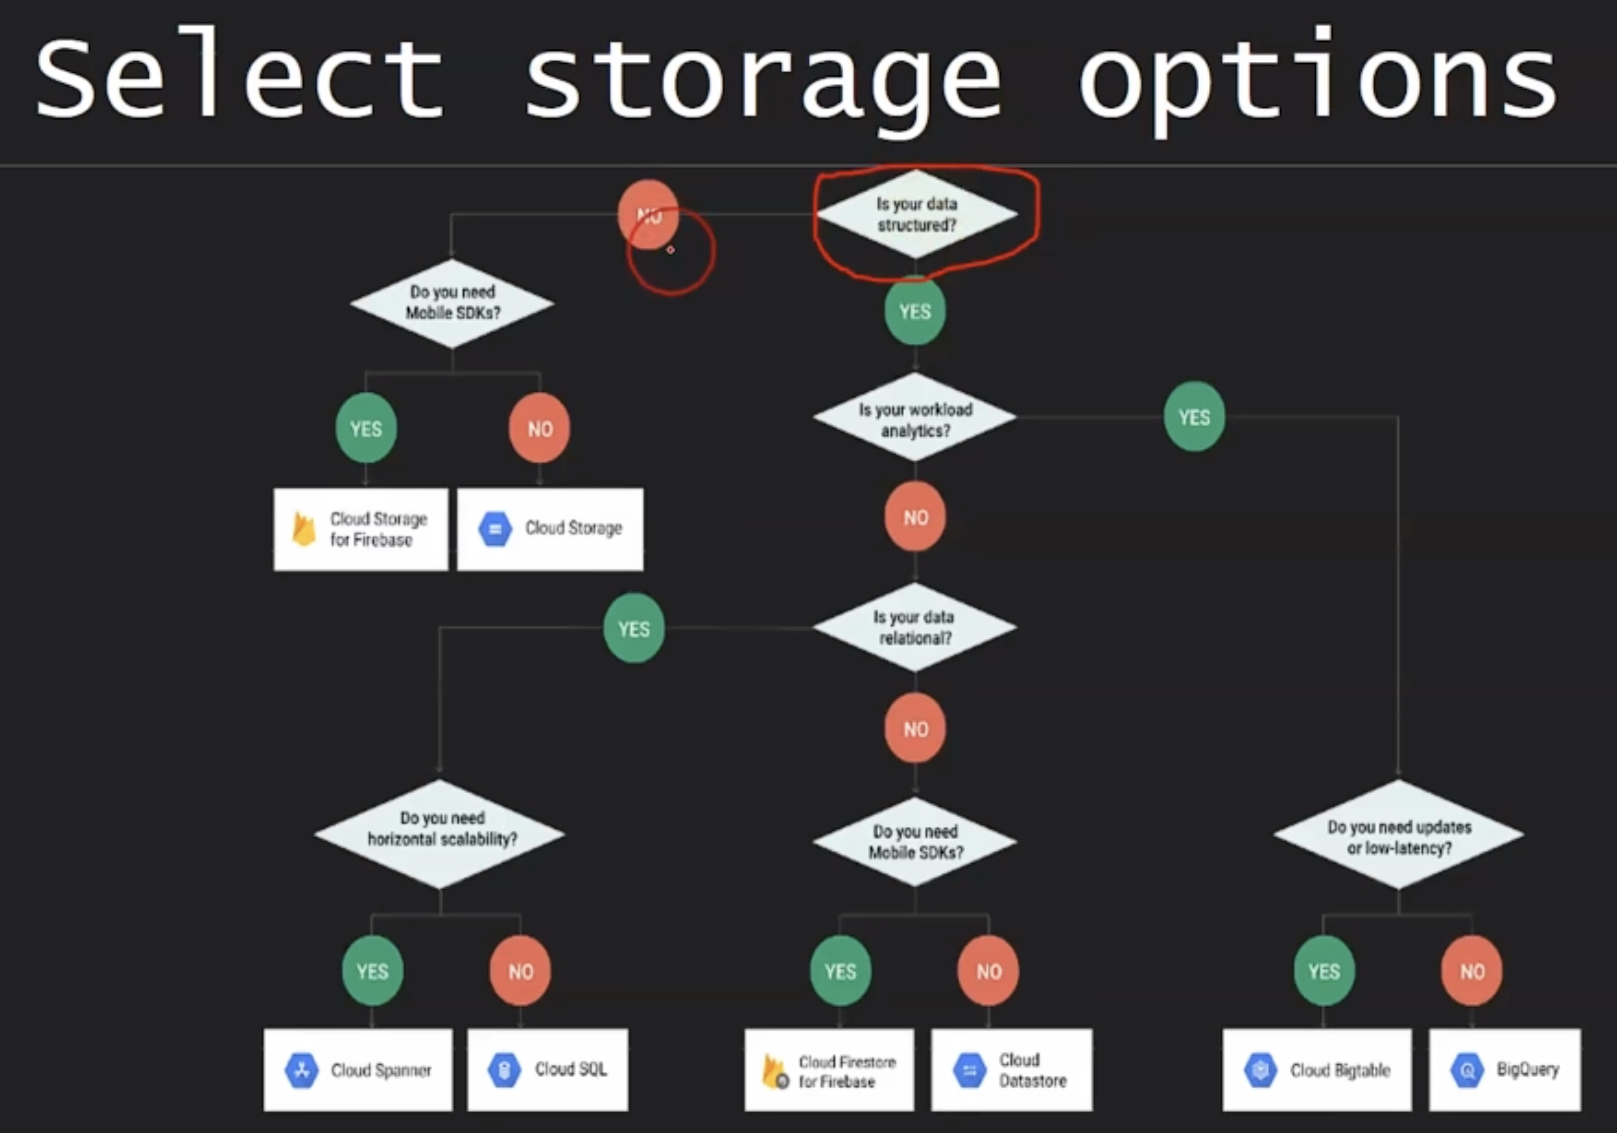 Select storage options
NO
Is your data
structured?
Do you need
Mobile SDKs?
YES
YES
NO
Is your workload
analytics?
YES
Cloud Storage
for Firebase
Cloud Storage
NO
YES
Is your data
relational?
NO
Do you need
horizontal scalability?
Do you need
Mobile SDKs?
Do you need updates
or low-latency?
YES
NO
YES
NO
YES
NO
Cloud Spanner
Cloud SQL
Cloud Firestore
for Firebase
Cloud
Datastore
Cloud Bigtable
BigQuery